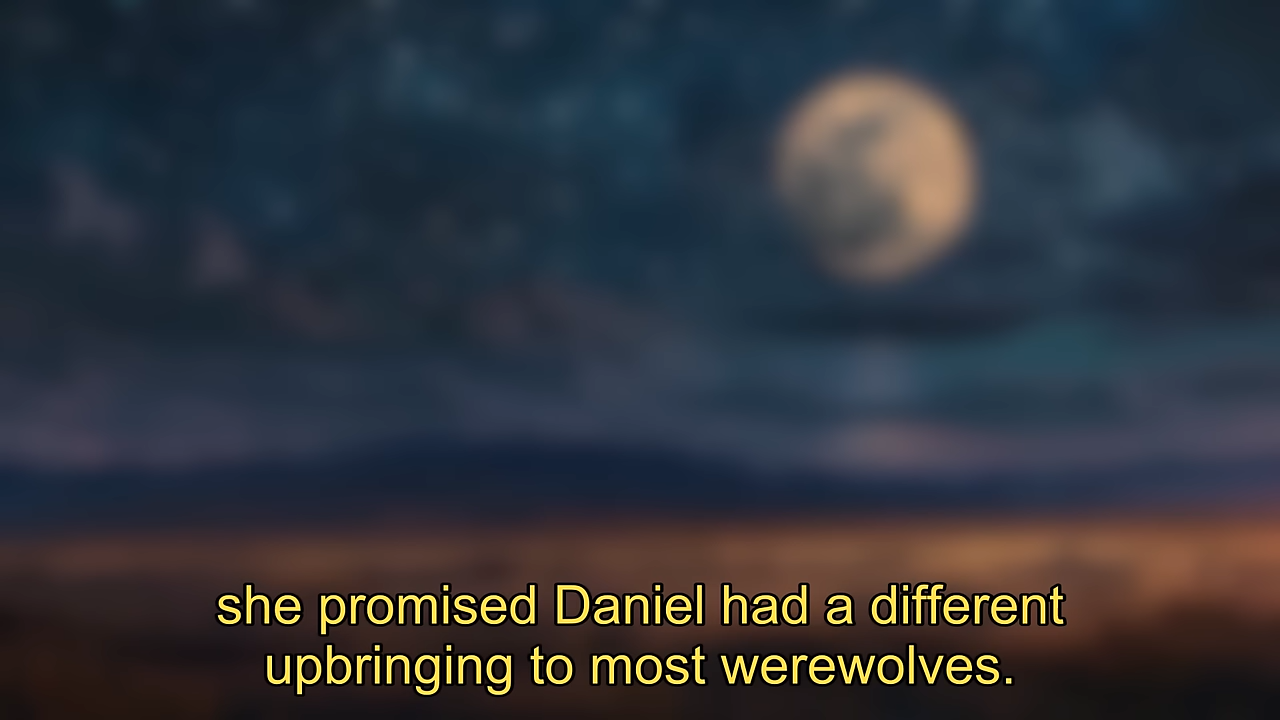 she promised Daniel had a different
upbringing to most werewolves.